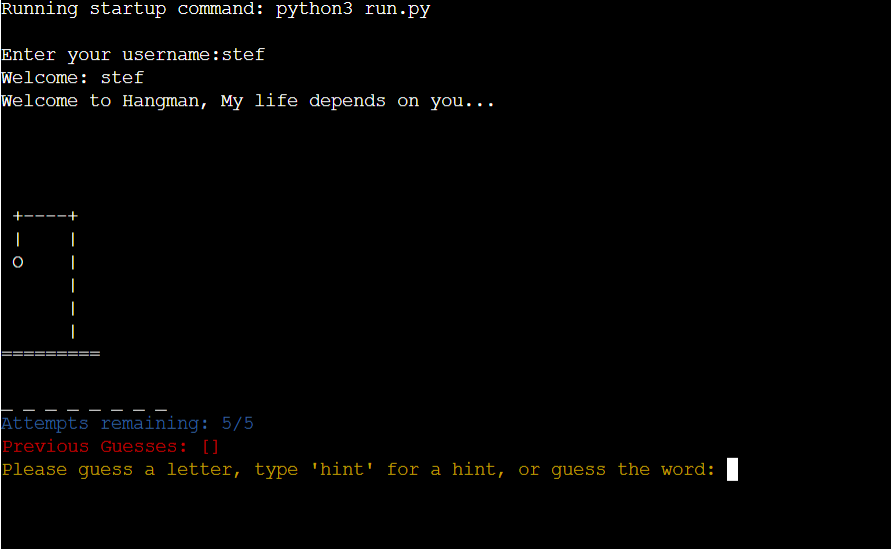 Running startup command: python3 run.py
Enter your username:stef
Welcome: stef
Welcome to Hangman, My life depends on you...
+----+
|    |
O    |
     |
     |
     |
=========
_ _ _ _ _ _ _ _
Attempts remaining: 5/5
Previous Guesses: []
Please guess a letter, type 'hint' for a hint, or guess the word: